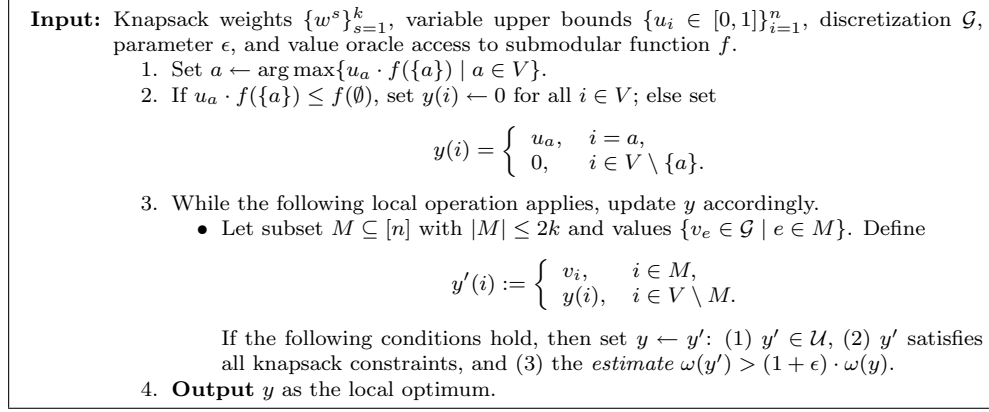 Input: Knapsack weights {w^s}_{s=1}^k, variable upper bounds {u_i ∈ [0, 1]}_{i=1}^n, discretization 𝒢,
parameter ϵ, and value oracle access to submodular function f.
1. Set a ← arg max{u_a · f({a}) | a ∈ V}.
2. If u_a · f({a}) ≤ f(∅), set y(i) ← 0 for all i ∈ V; else set
y(i) = { u_a, i = a,
0, i ∈ V \ {a}.
3. While the following local operation applies, update y accordingly.
• Let subset M ⊆ [n] with |M| ≤ 2k and values {v_e ∈ 𝒢 | e ∈ M}. Define
y′(i) := { v_i, i ∈ M,
y(i), i ∈ V \ M.
If the following conditions hold, then set y ← y′: (1) y′ ∈ 𝒰, (2) y′ satisfies
all knapsack constraints, and (3) the estimate ω(y′) > (1 + ϵ) · ω(y).
4. Output y as the local optimum.